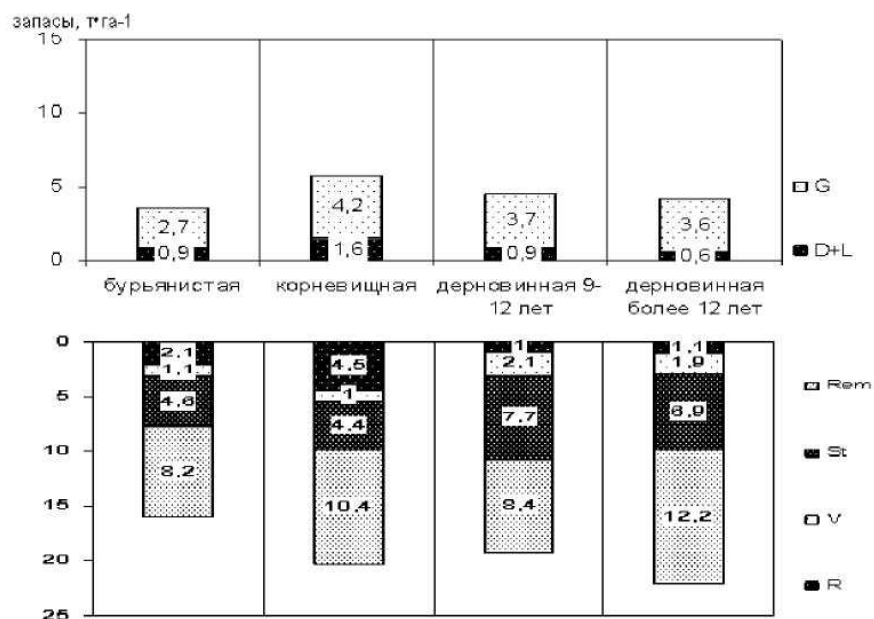 запасы, т•га-1
15
10
5
0
2,7
0,9
4,2
1,6
3,7
0,9
3,6
0,6
G
D+L
бурьянистая
корневищная
дерновинная 9-
12 лет
дерновинная
более 12 лет
0
5
10
15
20
25
2,1
1,1
4,6
8,2
4,5
1
4,4
10,4
1
2,1
7,7
8,4
1,1
1,9
6,9
12,2
Rem
St
V
R